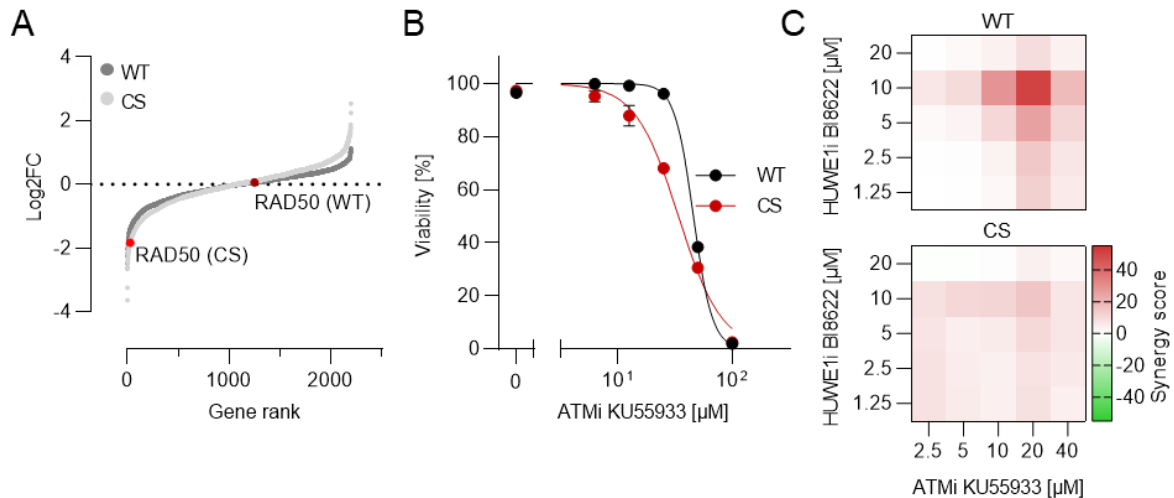 A
Log2FC
4
2
0
-2
-4
WT
CS
RAD50 (WT)
RAD50 (CS)
0
1000
2000
Gene rank
B
Viability [%]
100
80
60
40
20
0
WT
CS
0
10¹
10²
ATMi KU55933 [µM]
C
WT
HUWE1i BI8622 [µM]
20
10
5
2.5
1.25
CS
HUWE1i BI8622 [µM]
20
10
5
2.5
1.25
2.5
5
10
20
40
ATMi KU55933 [µM]
40
20
0
-20
-40
Synergy score